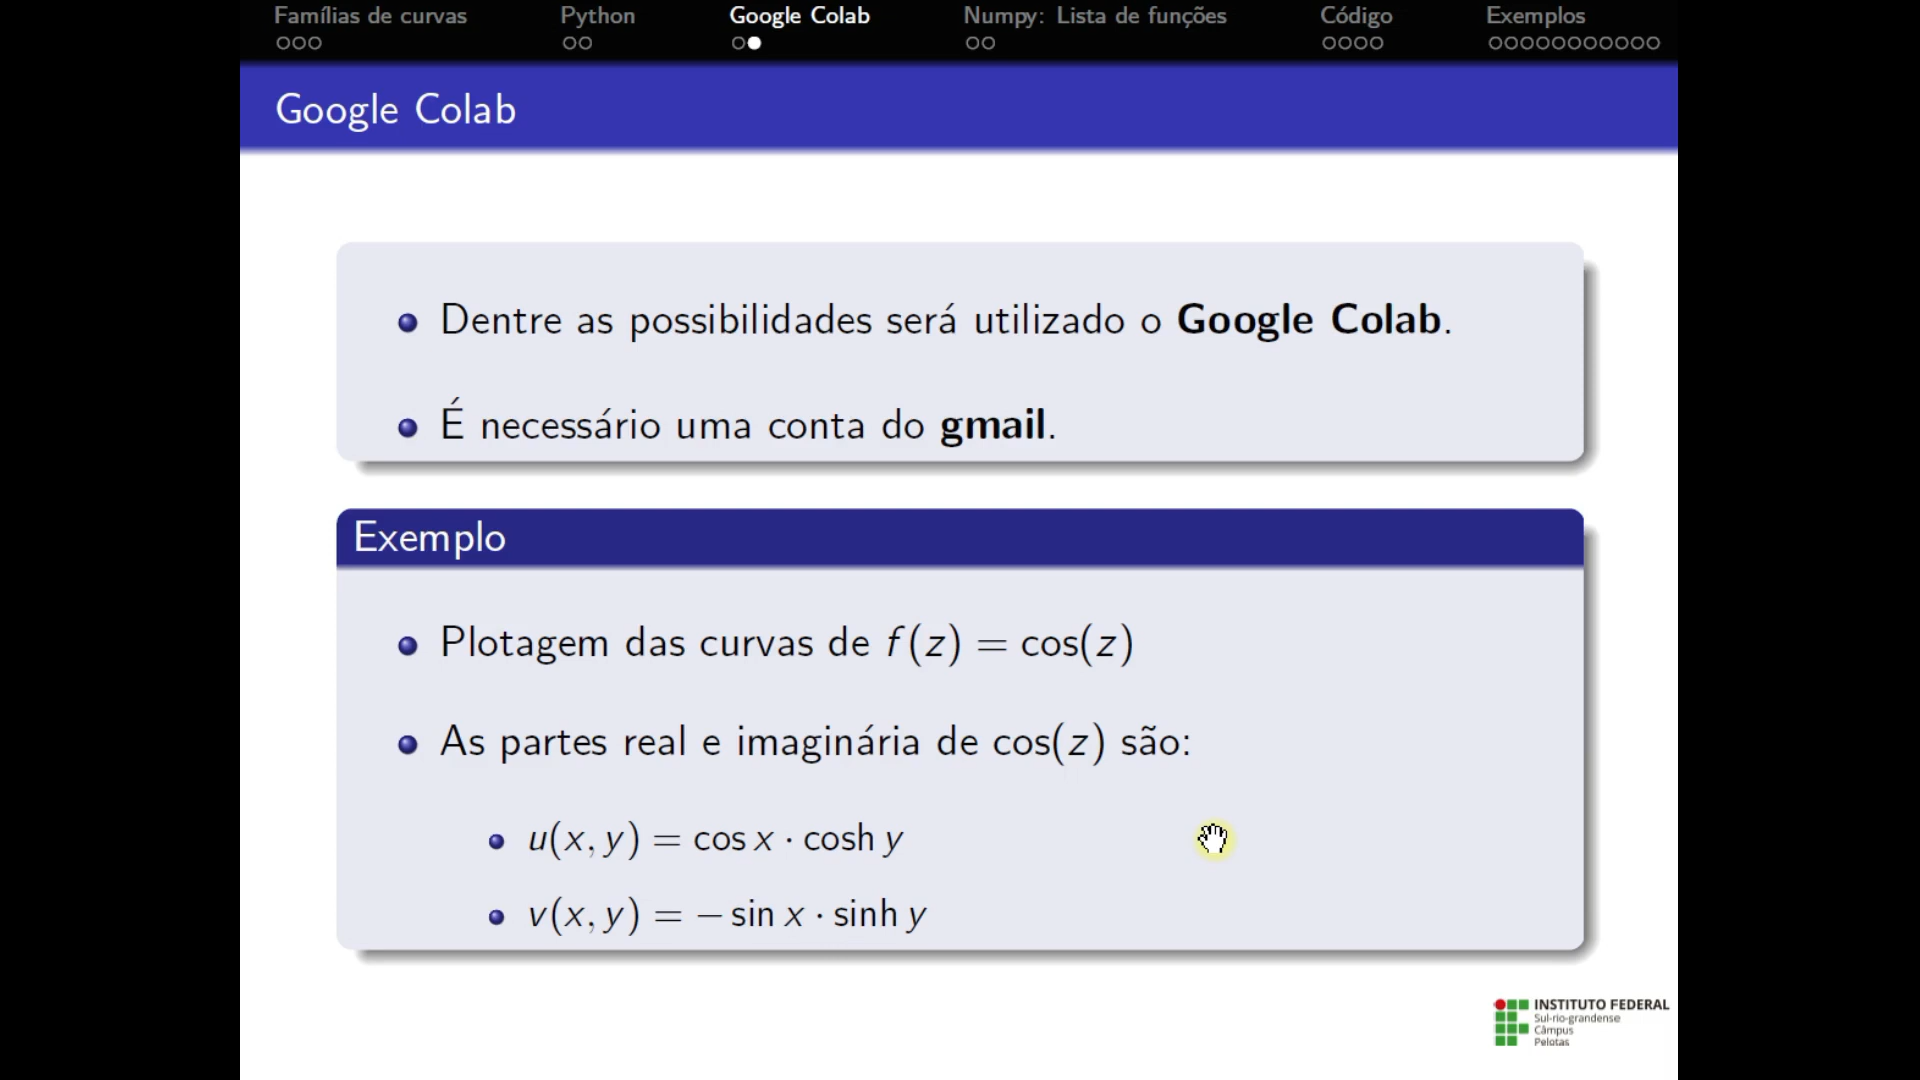 Famílias de curvas Python Google Colab Numpy: Lista de funções Código Exemplos
Google Colab
Dentre as possibilidades será utilizado o Google Colab.
É necessário uma conta do gmail.
Exemplo
Plotagem das curvas de f(z) = cos(z)
As partes real e imaginária de cos(z) são:
u(x, y) = cos x · cosh y
v(x, y) = − sin x · sinh y
INSTITUTO FEDERAL
Sul-rio-grandense
Câmpus
Pelotas